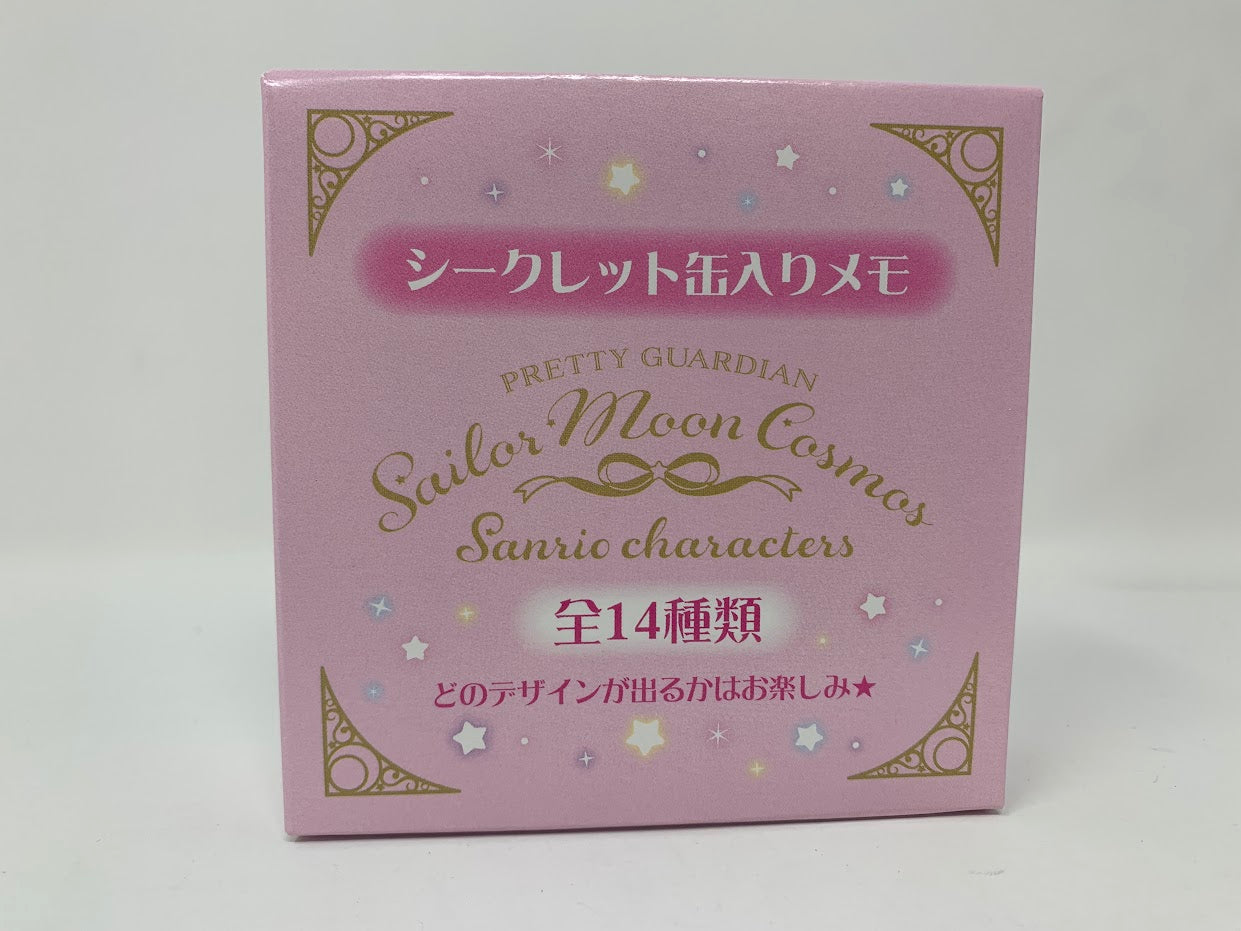 シークレット缶入りメモ
PRETTY GUARDIAN
Sailor Moon Cosmos
Sanrio characters
全14種類
どのデザインが出るかはお楽しみ★